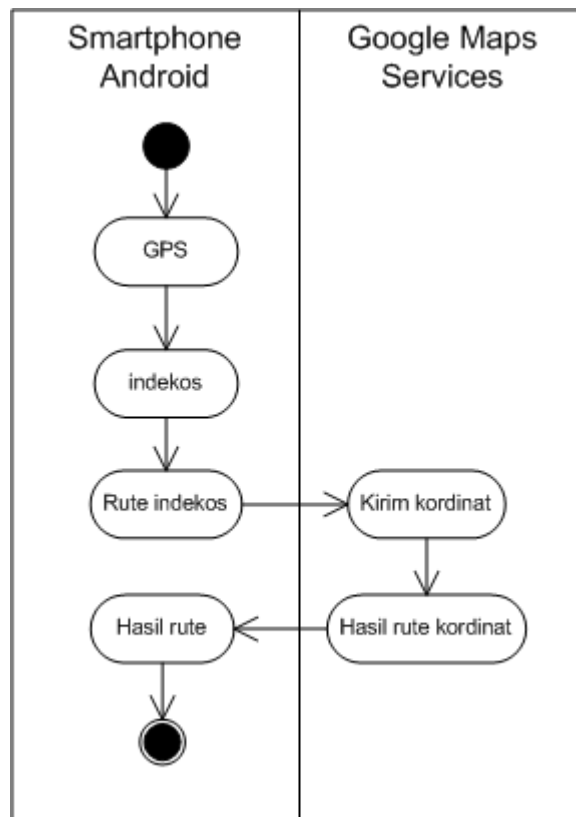 Smartphone
Android
Google Maps
Services
GPS
indekos
Rute indekos
Kirim kordinat
Hasil rute
Hasil rute kordinat